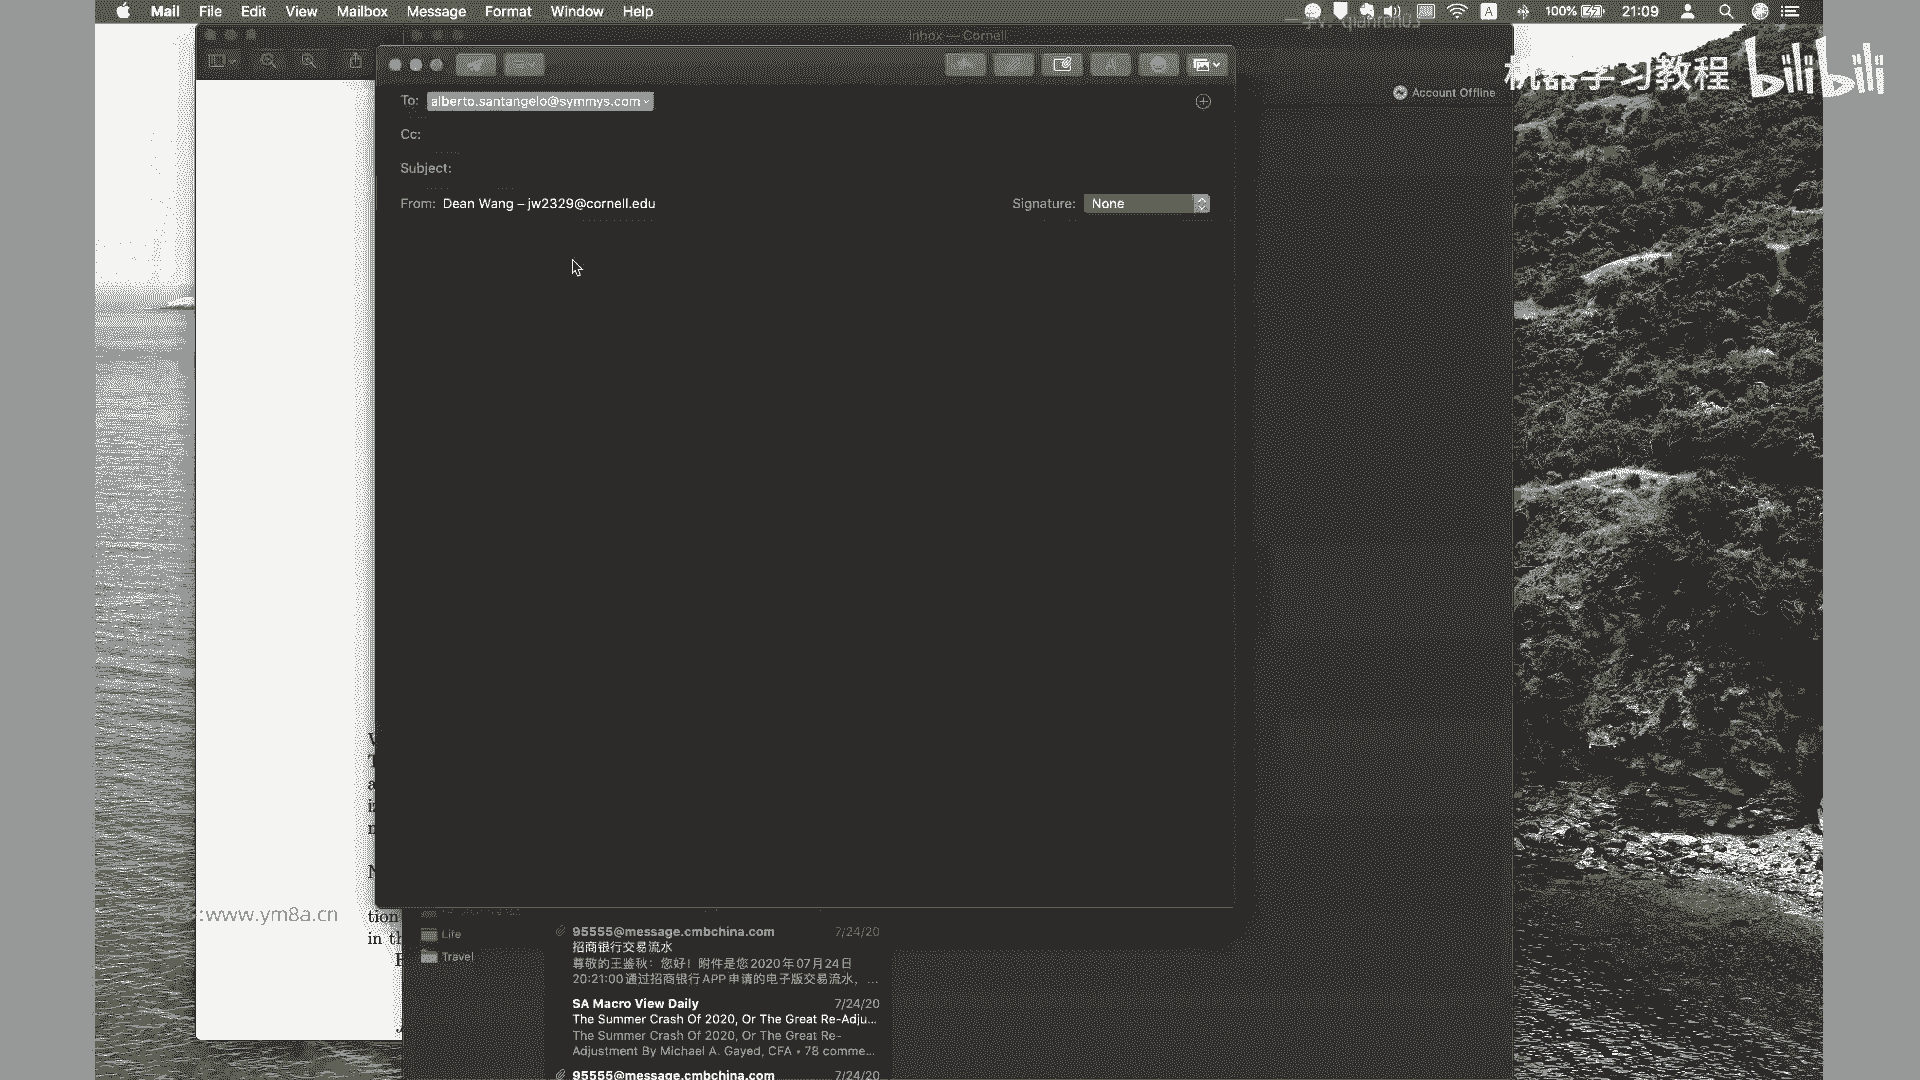 Mail File Edit View Mailbox Message Format Window Help
A 100% 21:09
Inbox — Cornell
机器学习教程 bilibili
Account Offline
To: alberto.santangelo@symmys.com
Cc:
Subject:
From: Dean Wang – jw2329@cornell.edu Signature: None
:www.ym8a.cn
tion
in th
Life
Travel
95555@message.cmbchina.com 7/24/20
招商银行交易流水
尊敬的王鉴秋：您好！附件是您2020年07月24日
20:21:00通过招商银行APP申请的电子版交易流水，...
SA Macro View Daily 7/24/20
The Summer Crash Of 2020, Or The Great Re-Adju...
The Summer Crash Of 2020, Or The Great Re-
Adjustment By Michael A. Gayed, CFA • 78 comme...
95555@message.cmbchina.com 7/24/20